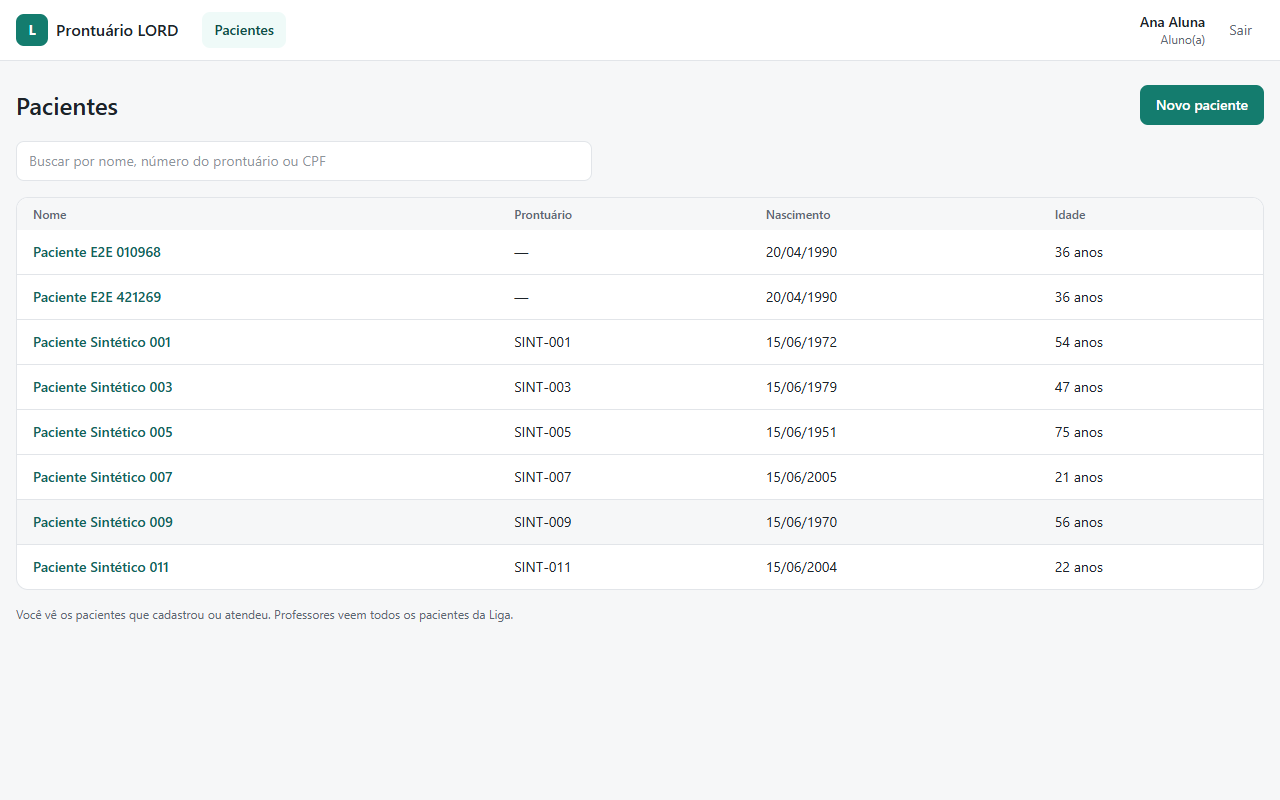 L Prontuário LORD Pacientes Ana Aluna Aluno(a) Sair
Pacientes Novo paciente
Buscar por nome, número do prontuário ou CPF
Nome Prontuário Nascimento Idade
Paciente E2E 010968 — 20/04/1990 36 anos
Paciente E2E 421269 — 20/04/1990 36 anos
Paciente Sintético 001 SINT-001 15/06/1972 54 anos
Paciente Sintético 003 SINT-003 15/06/1979 47 anos
Paciente Sintético 005 SINT-005 15/06/1951 75 anos
Paciente Sintético 007 SINT-007 15/06/2005 21 anos
Paciente Sintético 009 SINT-009 15/06/1970 56 anos
Paciente Sintético 011 SINT-011 15/06/2004 22 anos
Você vê os pacientes que cadastrou ou atendeu. Professores veem todos os pacientes da Liga.